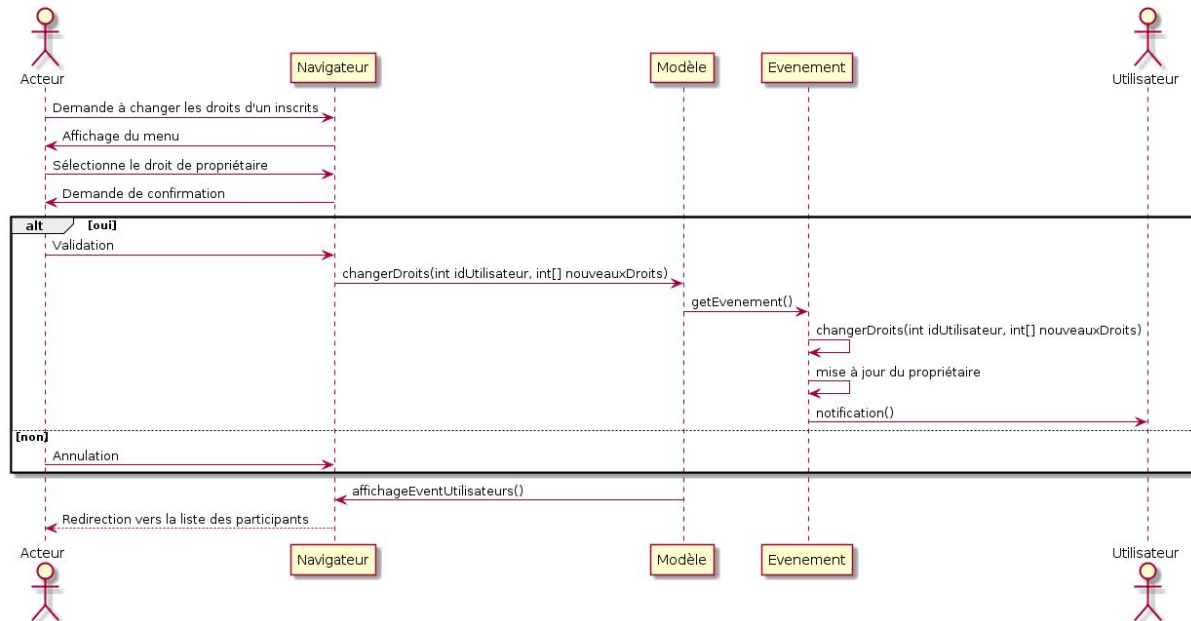 Acteur
Navigateur
Modèle
Evenement
Utilisateur
Demande à changer les droits d'un inscrits
Affichage du menu
Sélectionne le droit de propriétaire
Demande de confirmation
alt [oui]
Validation
changerDroits(int idUtilisateur, int[] nouveauxDroits)
getEvenement()
changerDroits(int idUtilisateur, int[] nouveauxDroits)
mise à jour du propriétaire
notification()
[non]
Annulation
affichageEventUtilisateurs()
Redirection vers la liste des participants
Acteur
Navigateur
Modèle
Evenement
Utilisateur